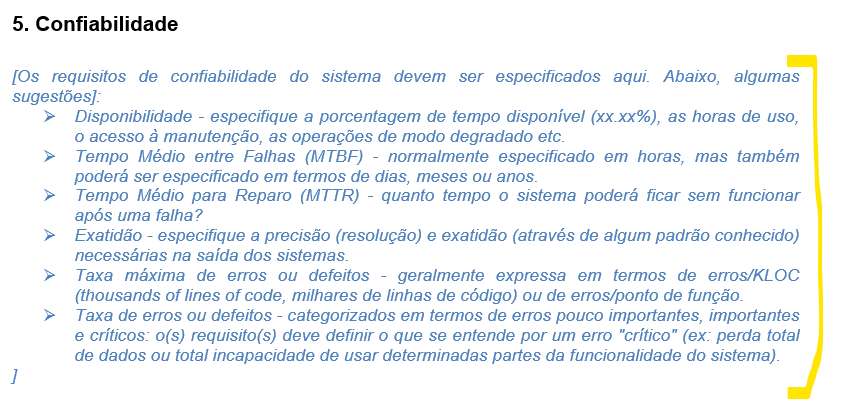 5. Confiabilidade
[Os requisitos de confiabilidade do sistema devem ser especificados aqui. Abaixo, algumas
sugestões]:
➢ Disponibilidade - especifique a porcentagem de tempo disponível (xx.xx%), as horas de uso,
o acesso à manutenção, as operações de modo degradado etc.
➢ Tempo Médio entre Falhas (MTBF) - normalmente especificado em horas, mas também
poderá ser especificado em termos de dias, meses ou anos.
➢ Tempo Médio para Reparo (MTTR) - quanto tempo o sistema poderá ficar sem funcionar
após uma falha?
➢ Exatidão - especifique a precisão (resolução) e exatidão (através de algum padrão conhecido)
necessárias na saída dos sistemas.
➢ Taxa máxima de erros ou defeitos - geralmente expressa em termos de erros/KLOC
(thousands of lines of code, milhares de linhas de código) ou de erros/ponto de função.
➢ Taxa de erros ou defeitos - categorizados em termos de erros pouco importantes, importantes
e críticos: o(s) requisito(s) deve definir o que se entende por um erro "crítico" (ex: perda total
de dados ou total incapacidade de usar determinadas partes da funcionalidade do sistema).
]